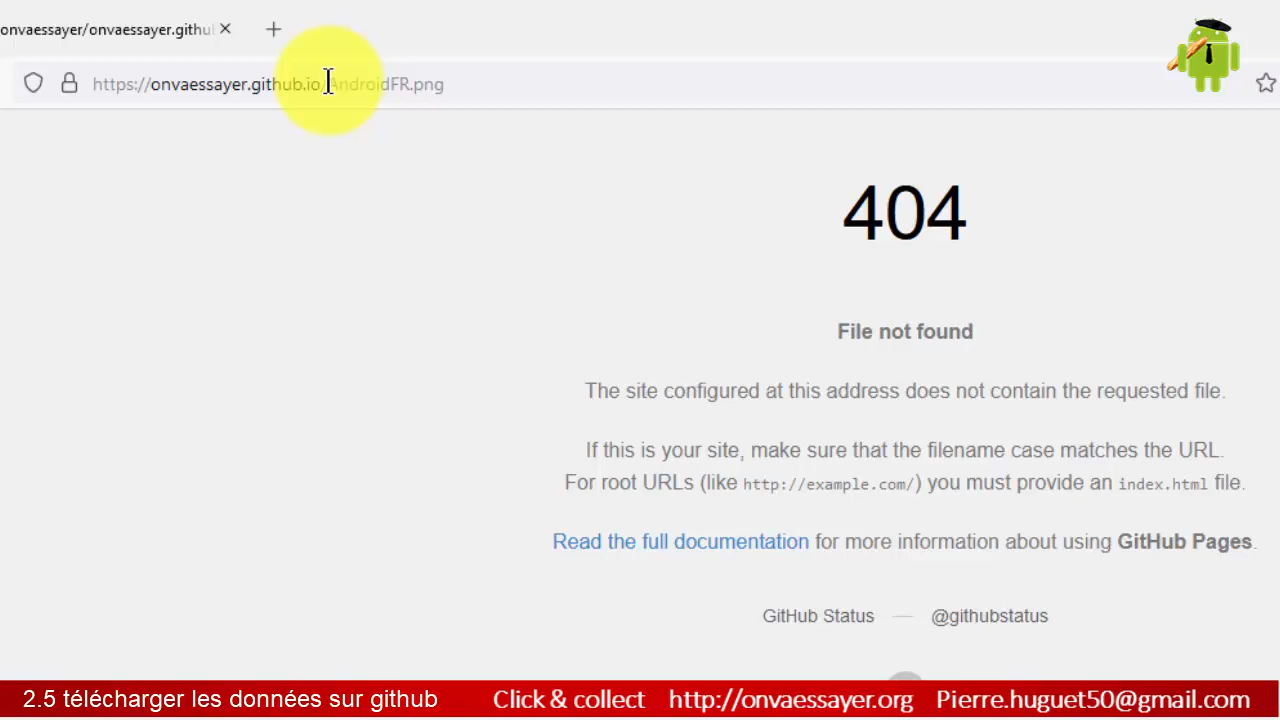 onvaessayer/onvaessayer.githu
https://onvaessayer.github.io/AndroidFR.png
404
File not found
The site configured at this address does not contain the requested file.
If this is your site, make sure that the filename case matches the URL.
For root URLs (like http://example.com/) you must provide an index.html file.
Read the full documentation for more information about using GitHub Pages.
GitHub Status — @githubstatus
2.5 télécharger les données sur github Click & collect http://onvaessayer.org Pierre.huguet50@gmail.com